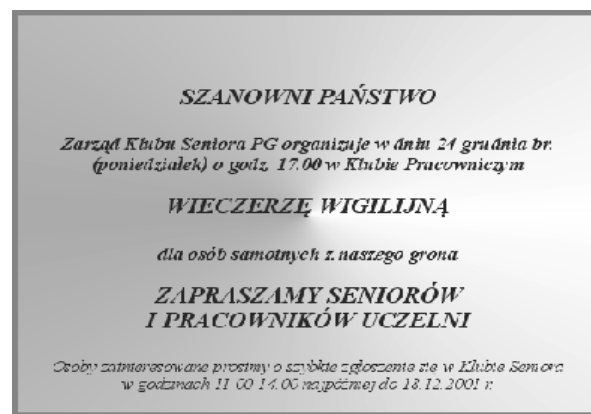 SZANOWNI PAŃSTWO
Zarząd Klubu Seniora PG organizuje w dniu 24 grudnia br.
(poniedziałek) o godz. 17.00 w Klubie Pracowniczym
WIECZERZĘ WIGILIJNĄ
dla osób samotnych z naszego grona
ZAPRASZAMY SENIORÓW
I PRACOWNIKÓW UCZELNI
Osoby zainteresowane prosimy o szybkie zgłoszenie się w Klubie Seniora
w godzinach 11.00 14.00 najpóźniej do 18.12.2001 r.